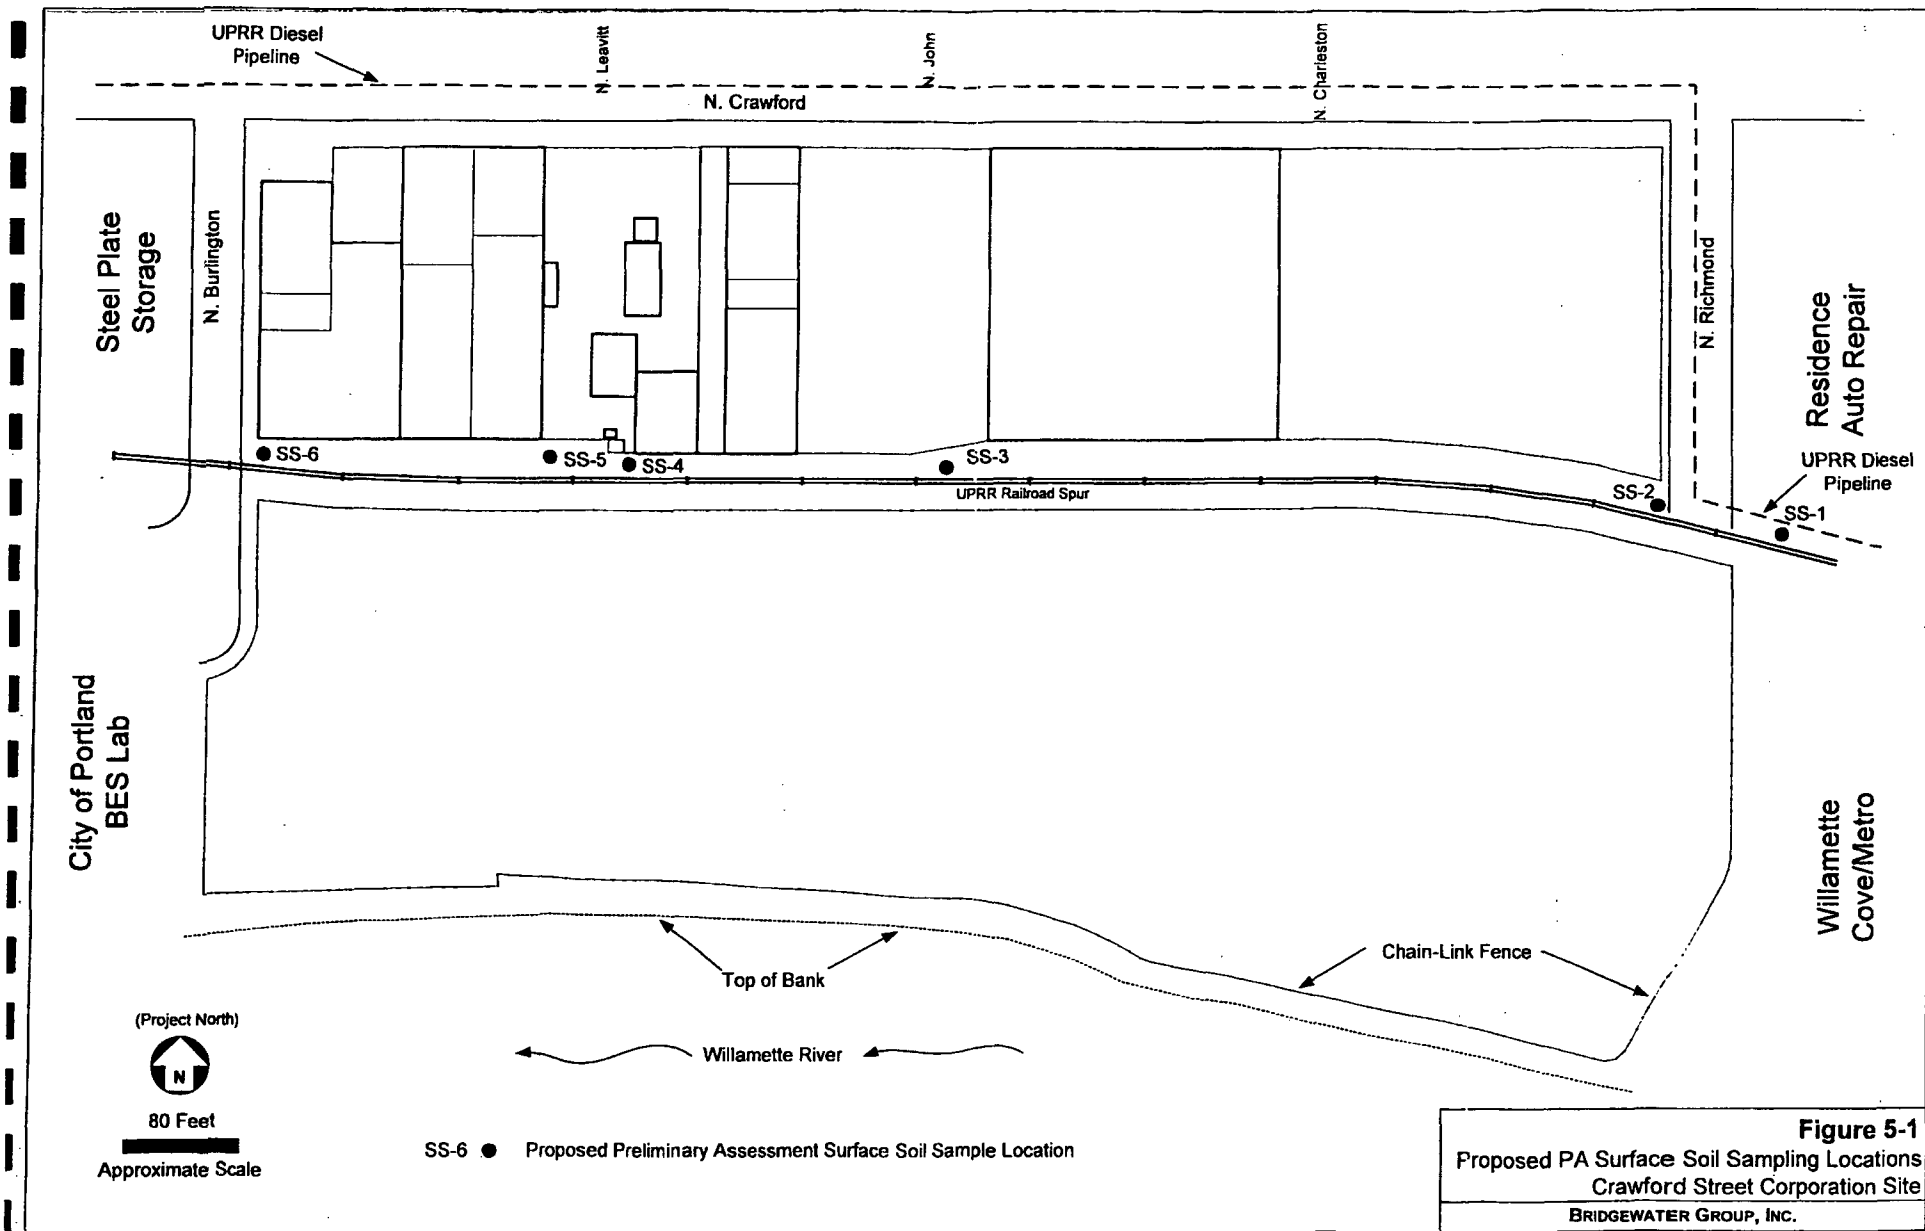 UPRR Diesel
Pipeline
N. Leavitt
N. John
N. Charleston
N. Crawford
Steel Plate
Storage
N. Burlington
N. Richmond
Residence
Auto Repair
UPRR Diesel
Pipeline
SS-6
SS-5
SS-4
SS-3
SS-2
SS-1
UPRR Railroad Spur
City of Portland
BES Lab
Willamette
Cove/Metro
Top of Bank
Chain-Link Fence
(Project North)
N
Willamette River
80 Feet
Approximate Scale
SS-6 Proposed Preliminary Assessment Surface Soil Sample Location
Figure 5-1
Proposed PA Surface Soil Sampling Locations
Crawford Street Corporation Site
BRIDGEWATER GROUP, INC.